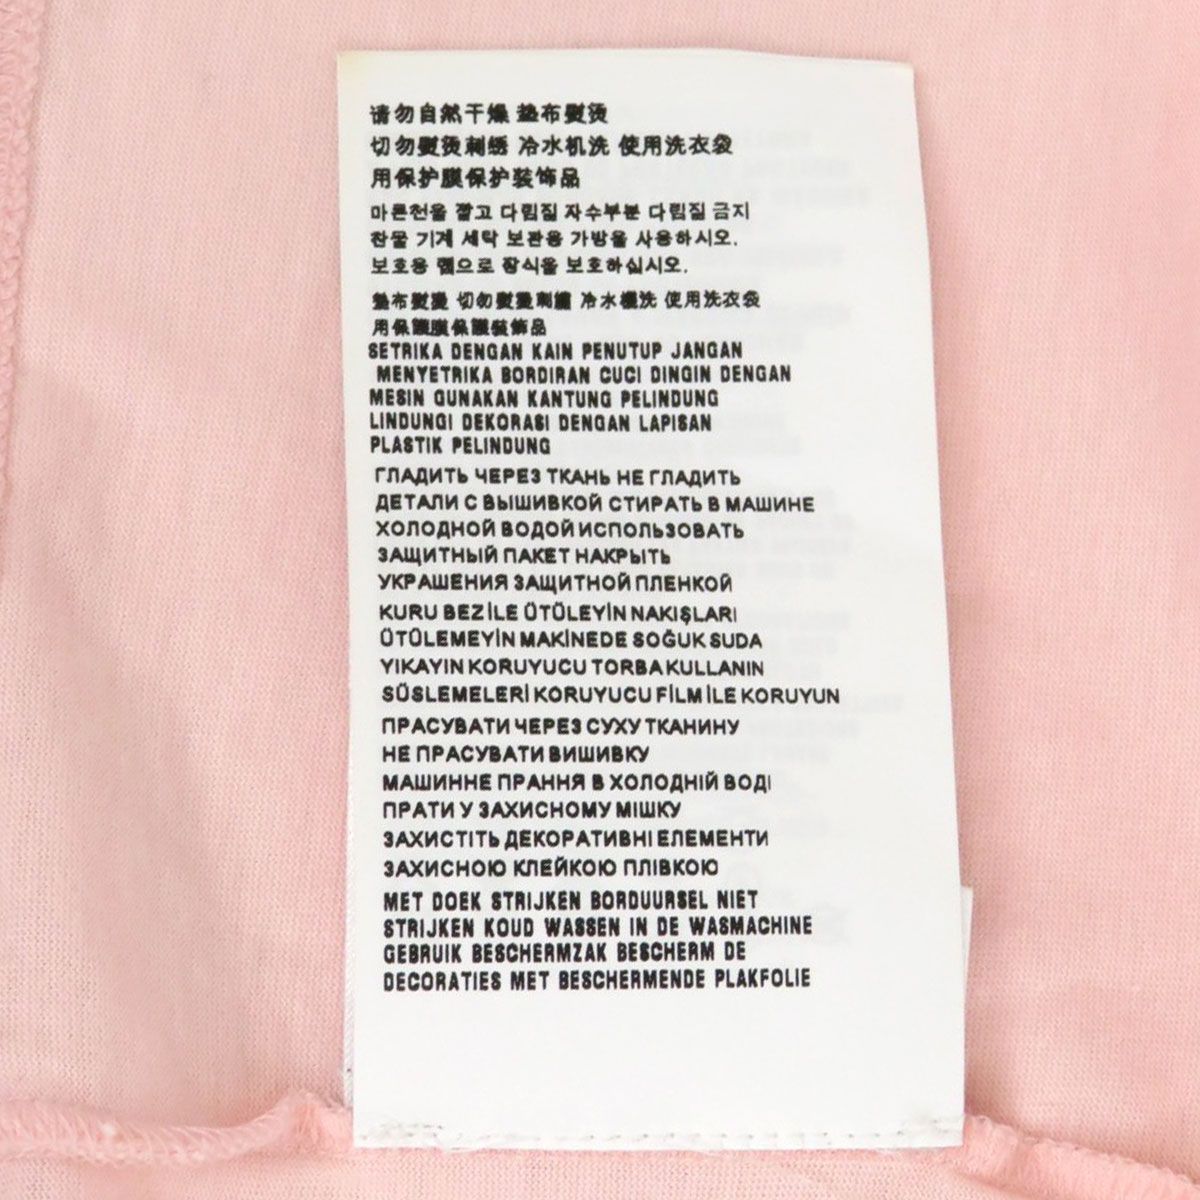 请勿自然干燥 垫布熨烫
切勿熨烫刺绣 冷水机洗 使用洗衣袋
用保护膜保护装饰品
마른천을 깔고 다림질 자수부분 다림질 금지
찬물 기계 세탁 보관용 가방을 사용하시오.
보호용 랩으로 장식을 보호하십시오.
墊布熨燙 切勿熨燙刺繡 冷水機洗 使用洗衣袋
用保護膜保護裝飾品
SETRIKA DENGAN KAIN PENUTUP JANGAN
MENYETRIKA BORDIRAN CUCI DINGIN DENGAN
MESIN GUNAKAN KANTUNG PELINDUNG
LINDUNGI DEKORASI DENGAN LAPISAN
PLASTIK PELINDUNG
ГЛАДИТЬ ЧЕРЕЗ ТКАНЬ НЕ ГЛАДИТЬ
ДЕТАЛИ С ВЫШИВКОЙ СТИРАТЬ В МАШИНЕ
ХОЛОДНОЙ ВОДОЙ ИСПОЛЬЗОВАТЬ
ЗАЩИТНЫЙ ПАКЕТ НАКРЫТЬ
УКРАШЕНИЯ ЗАЩИТНОЙ ПЛЕНКОЙ
KURU BEZ İLE ÜTÜLEYİN NAKIŞLARI
ÜTÜLEMEYİN MAKİNEDE SOĞUK SUDA
YIKAYIN KORUYUCU TORBA KULLANIN
SÜSLEMELERİ KORUYUCU FİLM İLE KORUYUN
ПРАСУВАТИ ЧЕРЕЗ СУХУ ТКАНИНУ
НЕ ПРАСУВАТИ ВИШИВКУ
МАШИННЕ ПРАННЯ В ХОЛОДНІЙ ВОДІ
ПРАТИ У ЗАХИСНОМУ МІШКУ
ЗАХИСТІТЬ ДЕКОРАТИВНІ ЕЛЕМЕНТИ
ЗАХИСНОЮ КЛЕЙКОЮ ПЛІВКОЮ
MET DOEK STRIJKEN BORDUURSEL NIET
STRIJKEN KOUD WASSEN IN DE WASMACHINE
GEBRUIK BESCHERMZAK BESCHERM DE
DECORATIES MET BESCHERMENDE PLAKFOLIE